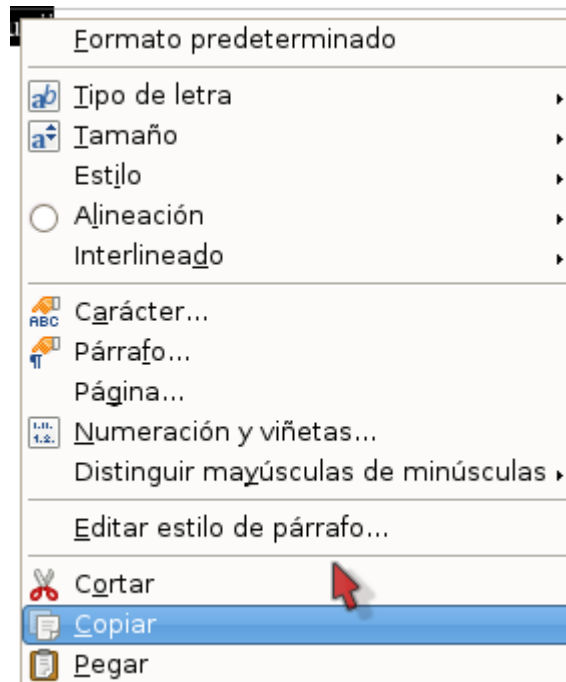 Formato predeterminado
Tipo de letra
Tamaño
Estilo
Alineación
Interlineado
Carácter...
Párrafo...
Página...
Numeración y viñetas...
Distinguir mayúsculas de minúsculas
Editar estilo de párrafo...
Cortar
Copiar
Pegar